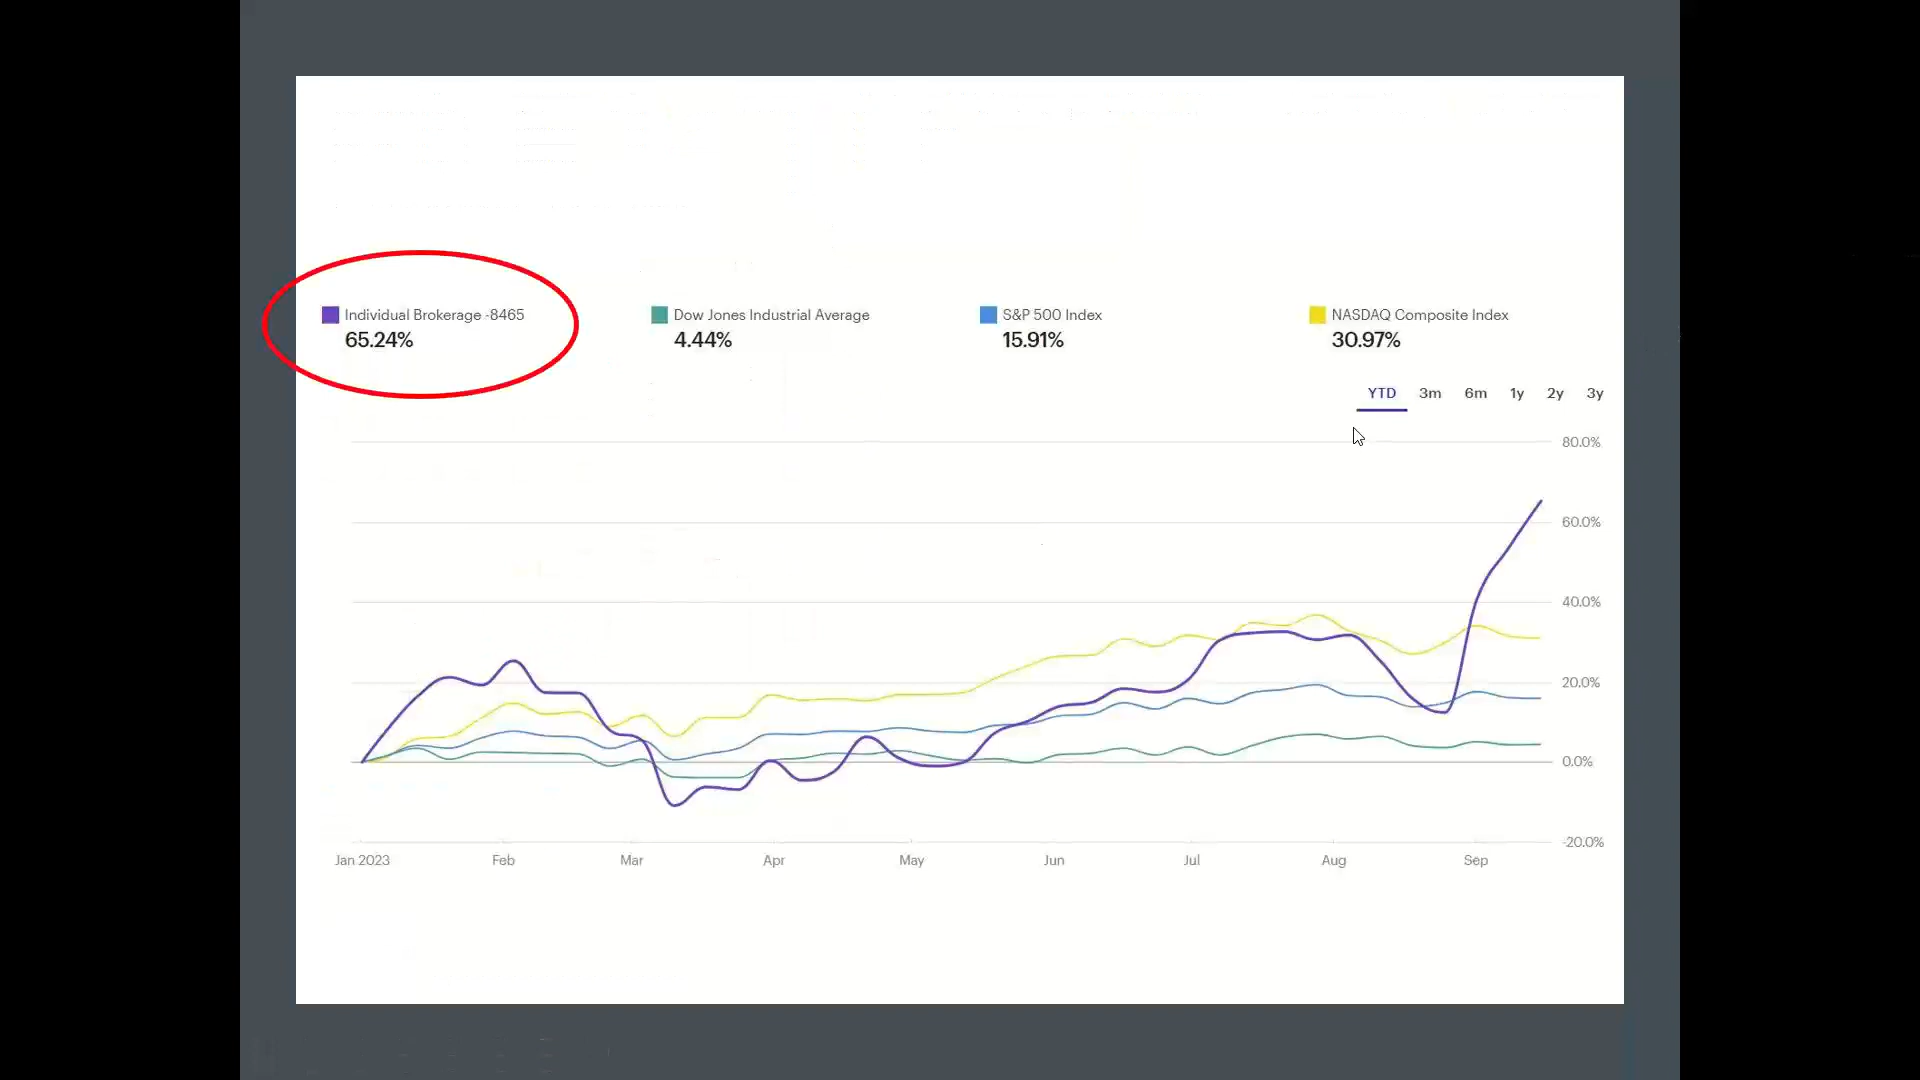 Individual Brokerage -8465 Dow Jones Industrial Average S&P 500 Index NASDAQ Composite Index
65.24% 4.44% 15.91% 30.97%
YTD 3m 6m 1y 2y 3y
80.0%
60.0%
40.0%
20.0%
0.0%
-20.0%
Jan 2023 Feb Mar Apr May Jun Jul Aug Sep